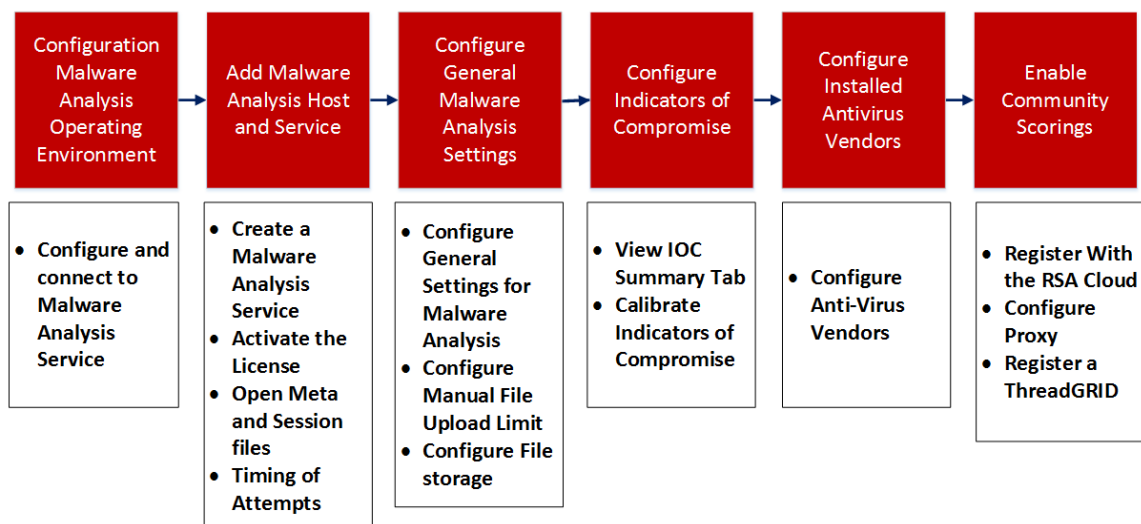 Configuration
Malware
Analysis
Operating
Environment
Add Malware
Analysis Host
and Service
Configure
General
Malware
Analysis
Settings
Configure
Indicators of
Compromise
Configure
Installed
Antivirus
Vendors
Enable
Community
Scorings
• Configure and
connect to
Malware
Analysis
Service
• Create a
Malware
Analysis
Service
• Activate the
License
• Open Meta
and Session
files
• Timing of
Attempts
• Configure
General
Settings for
Malware
Analysis
• Configure
Manual File
Upload Limit
• Configure File
storage
• View IOC
Summary Tab
• Calibrate
Indicators of
Compromise
• Configure
Anti-Virus
Vendors
• Register With
the RSA Cloud
• Configure
Proxy
• Register a
ThreadGRID